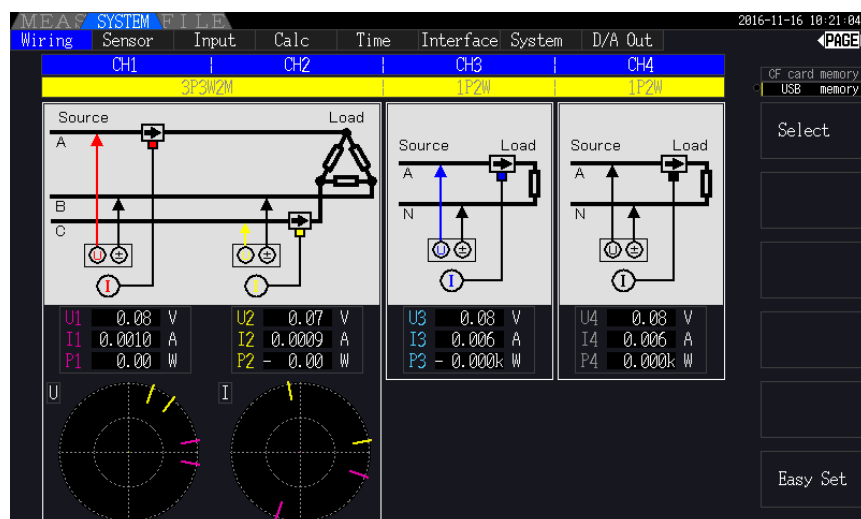 MEAS SYSTEM FILE 2016-11-16 10:21:04
Wiring Sensor Input Calc Time Interface System D/A Out PAGE
CH1 CH2 CH3 CH4
CF card memory
3P3W2M 1P2W 1P2W
USB memory
Source Load
A
B
C
U ± U ±
I I
Source Load
A
N
U ±
I
Source Load
A
N
U ±
I
Select
U1 0.08 V U2 0.07 V U3 0.08 V U4 0.08 V
I1 0.0010 A I2 0.0009 A I3 0.006 A I4 0.006 A
P1 0.00 W P2 - 0.00 W P3 - 0.000k W P4 0.000k W
U I
Easy Set